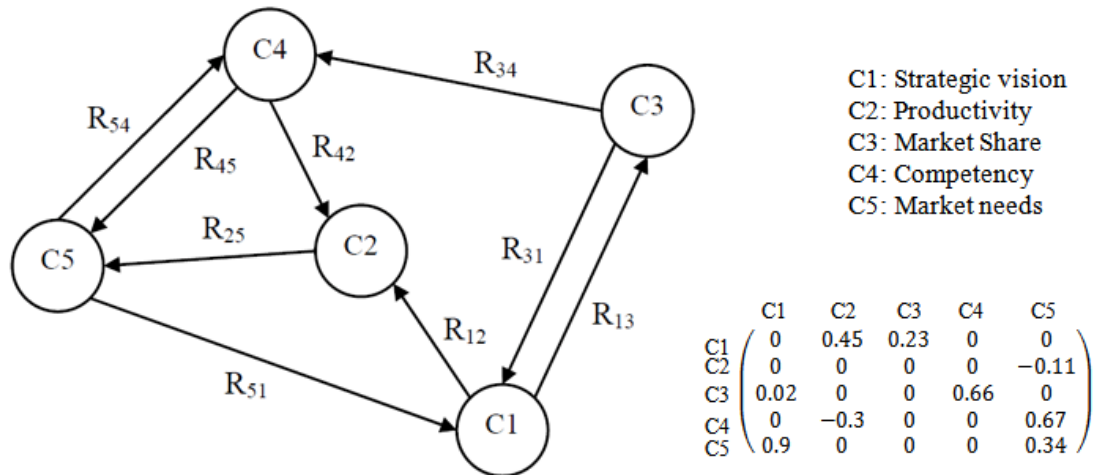 C4
R₃₄
C3
R₅₄
R₄₅
R₄₂
C5
R₂₅
C2
R₃₁
R₁₃
R₁₂
R₅₁
C1
C1: Strategic vision
C2: Productivity
C3: Market Share
C4: Competency
C5: Market needs
C1 C2 C3 C4 C5
C1 0 0.45 0.23 0 0
C2 0 0 0 0 −0.11
C3 0.02 0 0 0.66 0
C4 0 −0.3 0 0 0.67
C5 0.9 0 0 0 0.34